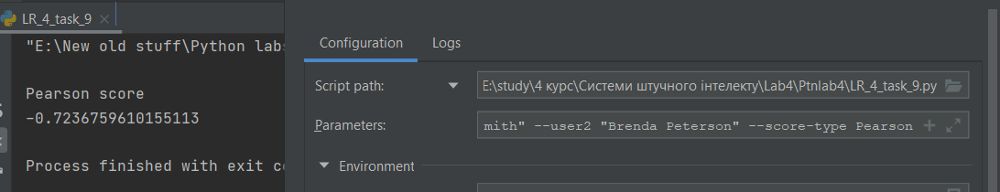 LR_4_task_9
"E:\New old stuff\Python labs
Pearson score
-0.7236759610155113
Process finished with exit co
Configuration
Logs
Script path:
E:\study\4 курс\Системи штучного інтелекту\Lab4\Ptnlab4\LR_4_task_9.py
Parameters:
mith" --user2 "Brenda Peterson" --score-type Pearson
Environment